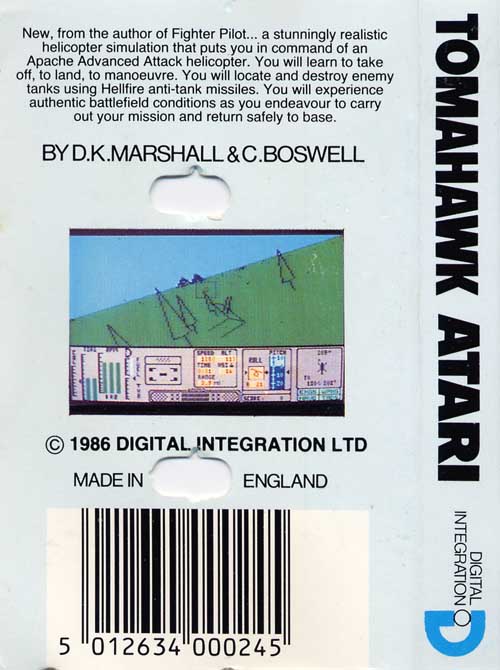 New, from the author of Fighter Pilot... a stunningly realistic
helicopter simulation that puts you in command of an
Apache Advanced Attack helicopter. You will learn to take
off, to land, to manoeuvre. You will locate and destroy enemy
tanks using Hellfire anti-tank missiles. You will experience
authentic battlefield conditions as you endeavour to carry
out your mission and return safely to base.
BY D.K.MARSHALL & C.BOSWELL
SPEED ALT
TIME
RANGE
ROLL
PITCH
SCORE
© 1986 DIGITAL INTEGRATION LTD
MADE IN ENGLAND
5 012634 000245
TOMAHAWK ATARI
DIGITAL
INTEGRATION